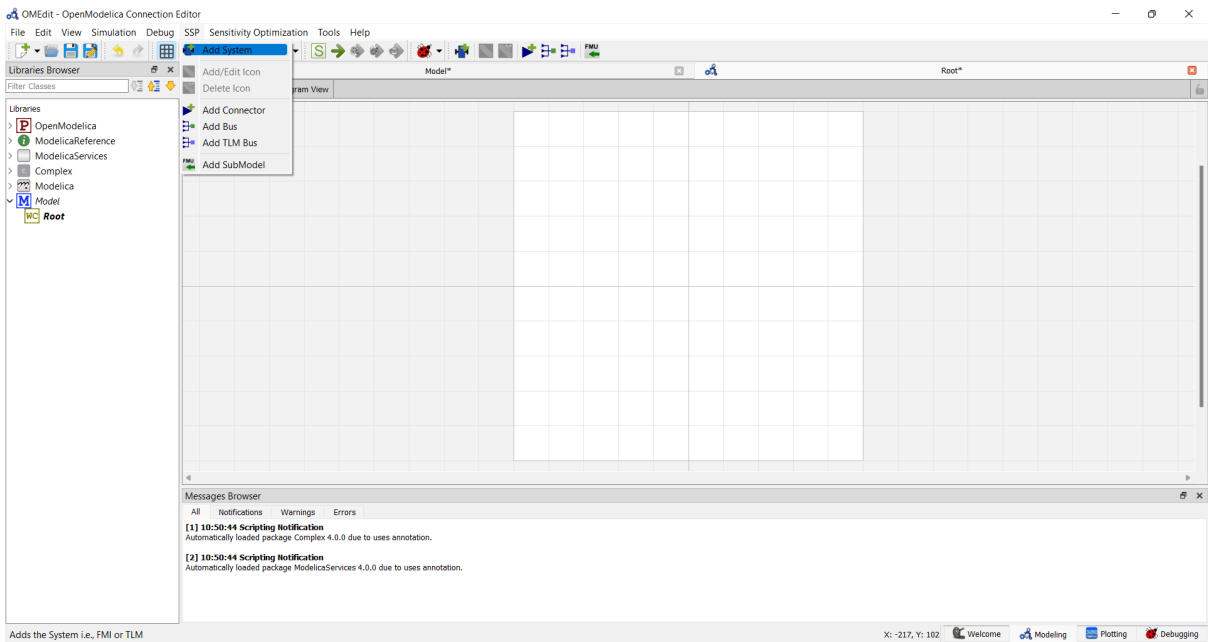 OMEdit - OpenModelica Connection Editor
File Edit View Simulation Debug SSP Sensitivity Optimization Tools Help
S
FMU
Libraries Browser
Filter Classes
Libraries
P OpenModelica
i ModelicaReference
ModelicaServices
C Complex
Modelica
M Model
WC Root
Add System
Add/Edit Icon
Delete Icon
Add Connector
Add Bus
Add TLM Bus
FMU Add SubModel
Model*
Root*
gram View
Messages Browser
All Notifications Warnings Errors
[1] 10:50:44 Scripting Notification
Automatically loaded package Complex 4.0.0 due to uses annotation.
[2] 10:50:44 Scripting Notification
Automatically loaded package ModelicaServices 4.0.0 due to uses annotation.
Adds the System i.e., FMI or TLM
X: -217, Y: 102 Welcome Modeling Plotting Debugging